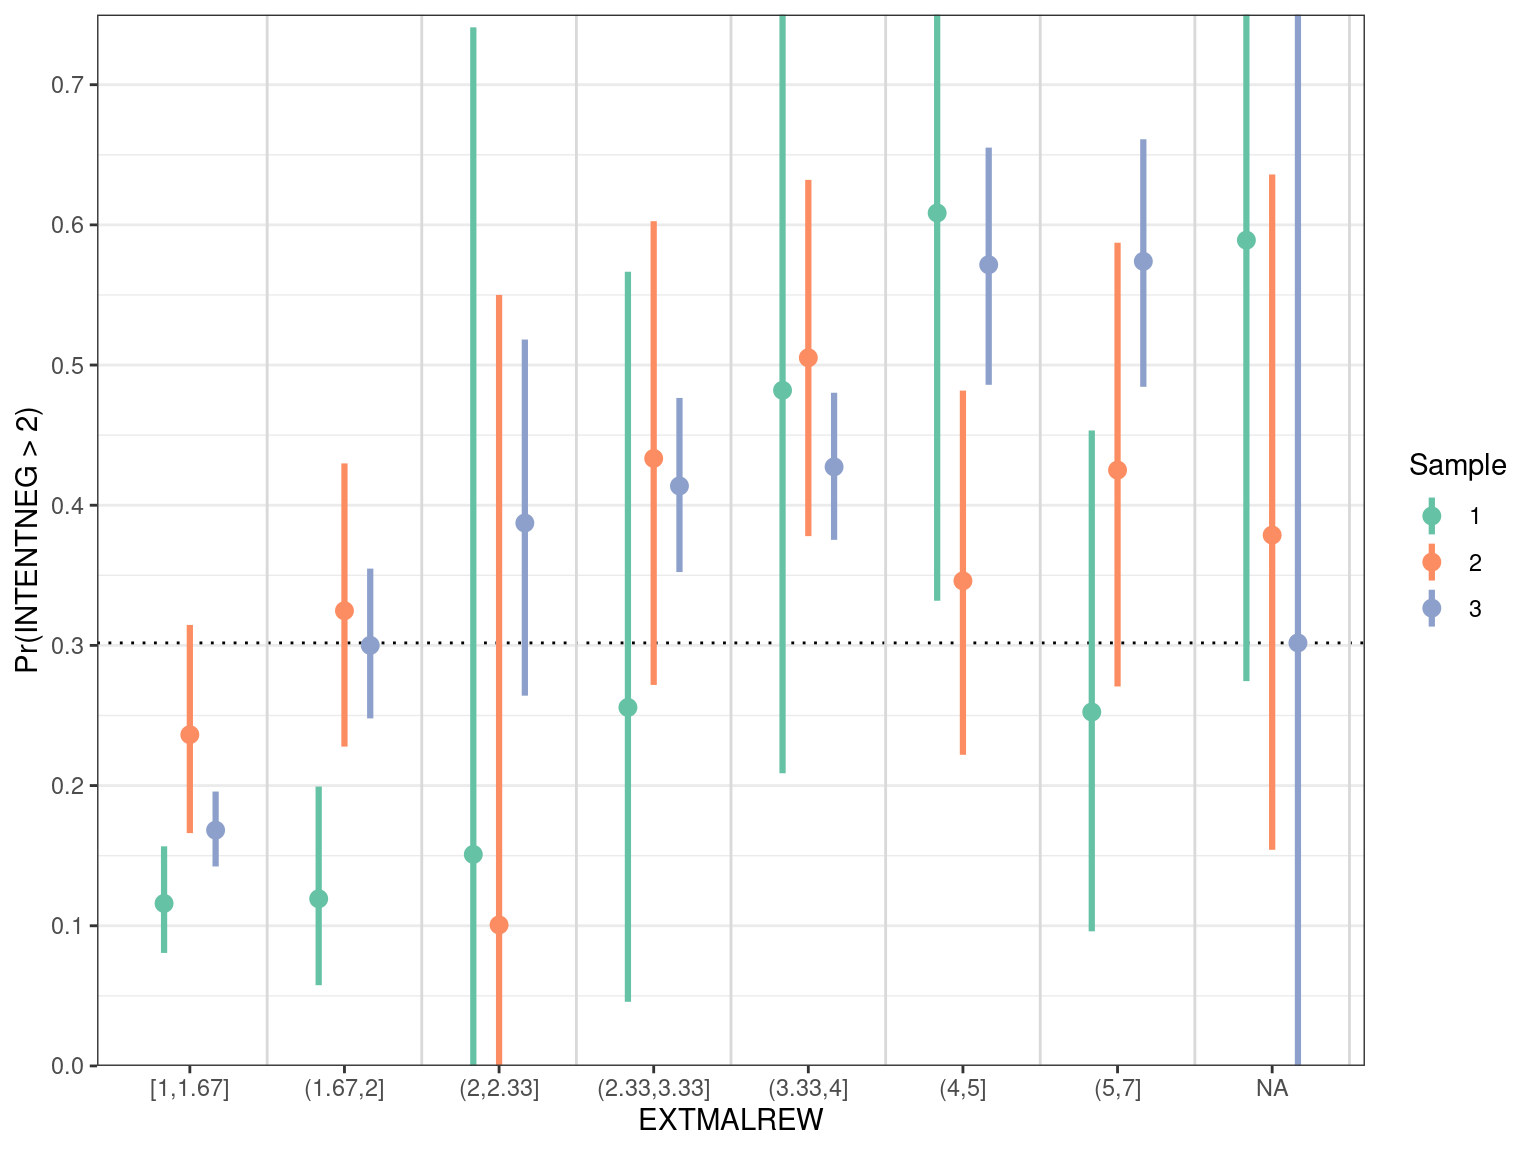 0.7
0.6
0.5
0.4
0.3
0.2
0.1
0.0
Pr(INTENTNEG > 2)
[1,1.67] (1.67,2] (2,2.33] (2.33,3.33] (3.33,4] (4,5] (5,7] NA
EXTMALREW
Sample
1
2
3